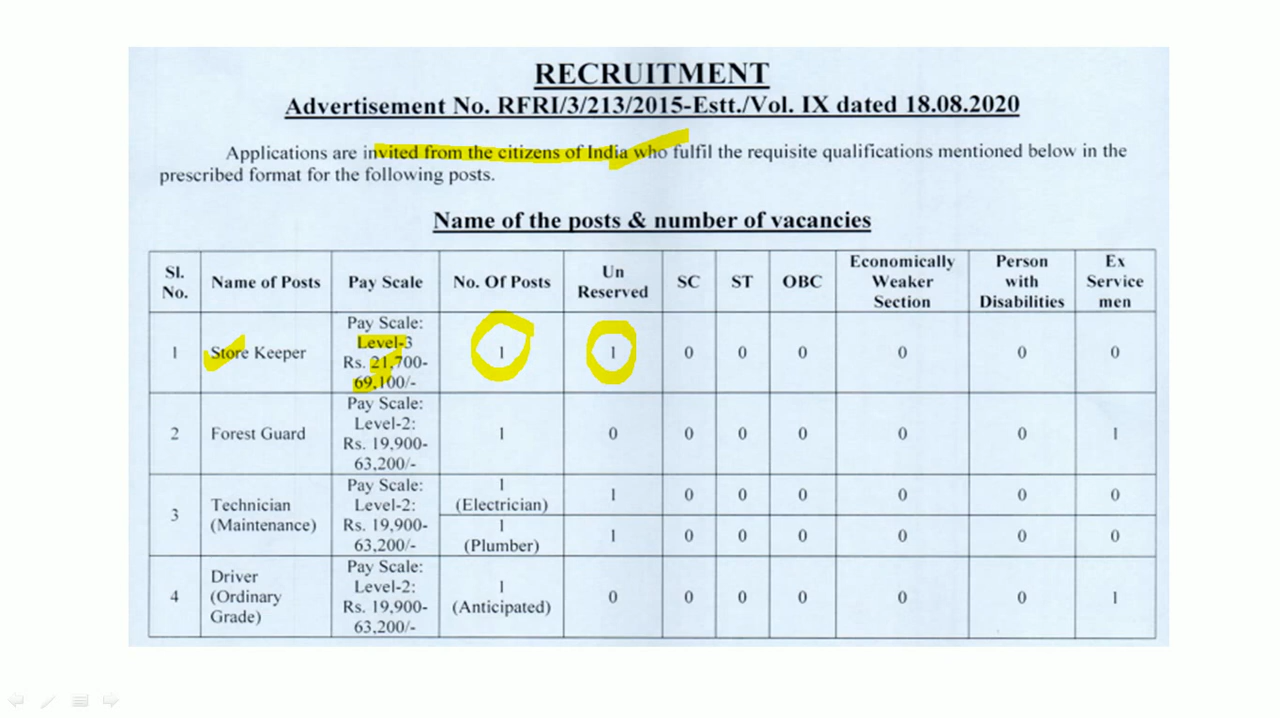 RECRUITMENT
Advertisement No. RFRI/3/213/2015-Estt./Vol. IX dated 18.08.2020
Applications are invited from the citizens of India who fulfil the requisite qualifications mentioned below in the
prescribed format for the following posts.
Name of the posts & number of vacancies
Sl. No. Name of Posts Pay Scale No. Of Posts Un Reserved SC ST OBC Economically Weaker Section Person with Disabilities Ex Service men
1 Store Keeper Pay Scale: Level-3 Rs. 21,700-69,100/- 1 1 0 0 0 0 0 0
2 Forest Guard Pay Scale: Level-2: Rs. 19,900-63,200/- 1 0 0 0 0 0 0 1
3 Technician (Maintenance) Pay Scale: Level-2: Rs. 19,900-63,200/- 1 (Electrician) 1 0 0 0 0 0 0
1 (Plumber) 1 0 0 0 0 0 0
4 Driver (Ordinary Grade) Pay Scale: Level-2: Rs. 19,900-63,200/- 1 (Anticipated) 0 0 0 0 0 0 1